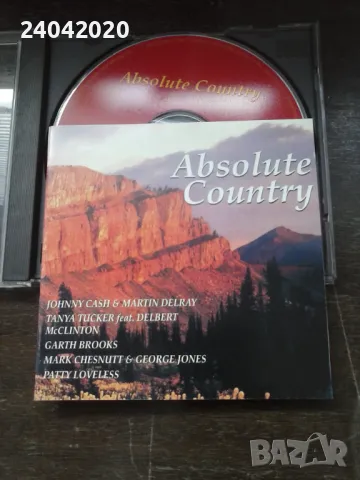 24042020
Absolute Country
Absolute
Country
JOHNNY CASH & MARTIN DELRAY
TANYA TUCKER feat. DELBERT
McCLINTON
GARTH BROOKS
MARK CHESNUTT & GEORGE JONES
PATTY LOVELESS
BAZAR